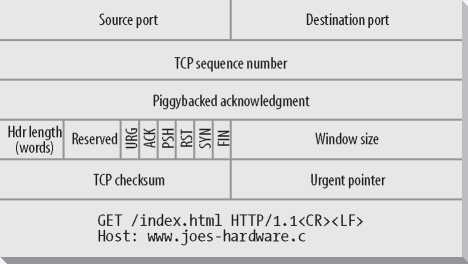 Source port
Destination port
TCP sequence number
Piggybacked acknowledgment
Hdr length
(words)
Reserved
URG
ACK
PSH
RST
SYN
FIN
Window size
TCP checksum
Urgent pointer
GET /index.html HTTP/1.1<CR><LF>
Host: www.joes-hardware.c